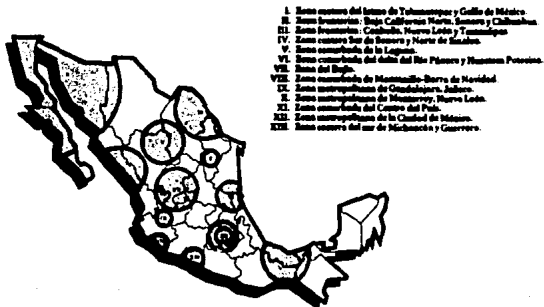 I. Zona costera del Istmo de Tehuantepec y Golfo de México.
II. Zona fronteriza: Baja California Norte, Sonora y Chihuahua.
III. Zona fronteriza: Coahuila, Nuevo León y Tamaulipas
IV. Zona costera Sur de Sonora y Norte de Sinaloa.
V. Zona conurbada de la Laguna.
VI. Zona conurbada del delta del Río Pánuco y Huasteca Potosina.
VII. Zona del Bajío.
VIII. Zona conurbada de Manzanillo-Barra de Navidad.
IX. Zona metropolitana de Guadalajara, Jalisco.
X. Zona metropolitana de Monterrey, Nuevo León.
XI. Zona conurbada del Centro del País.
XII. Zona metropolitana de la Ciudad de México.
XIII. Zona costera del sur de Michoacán y Guerrero.